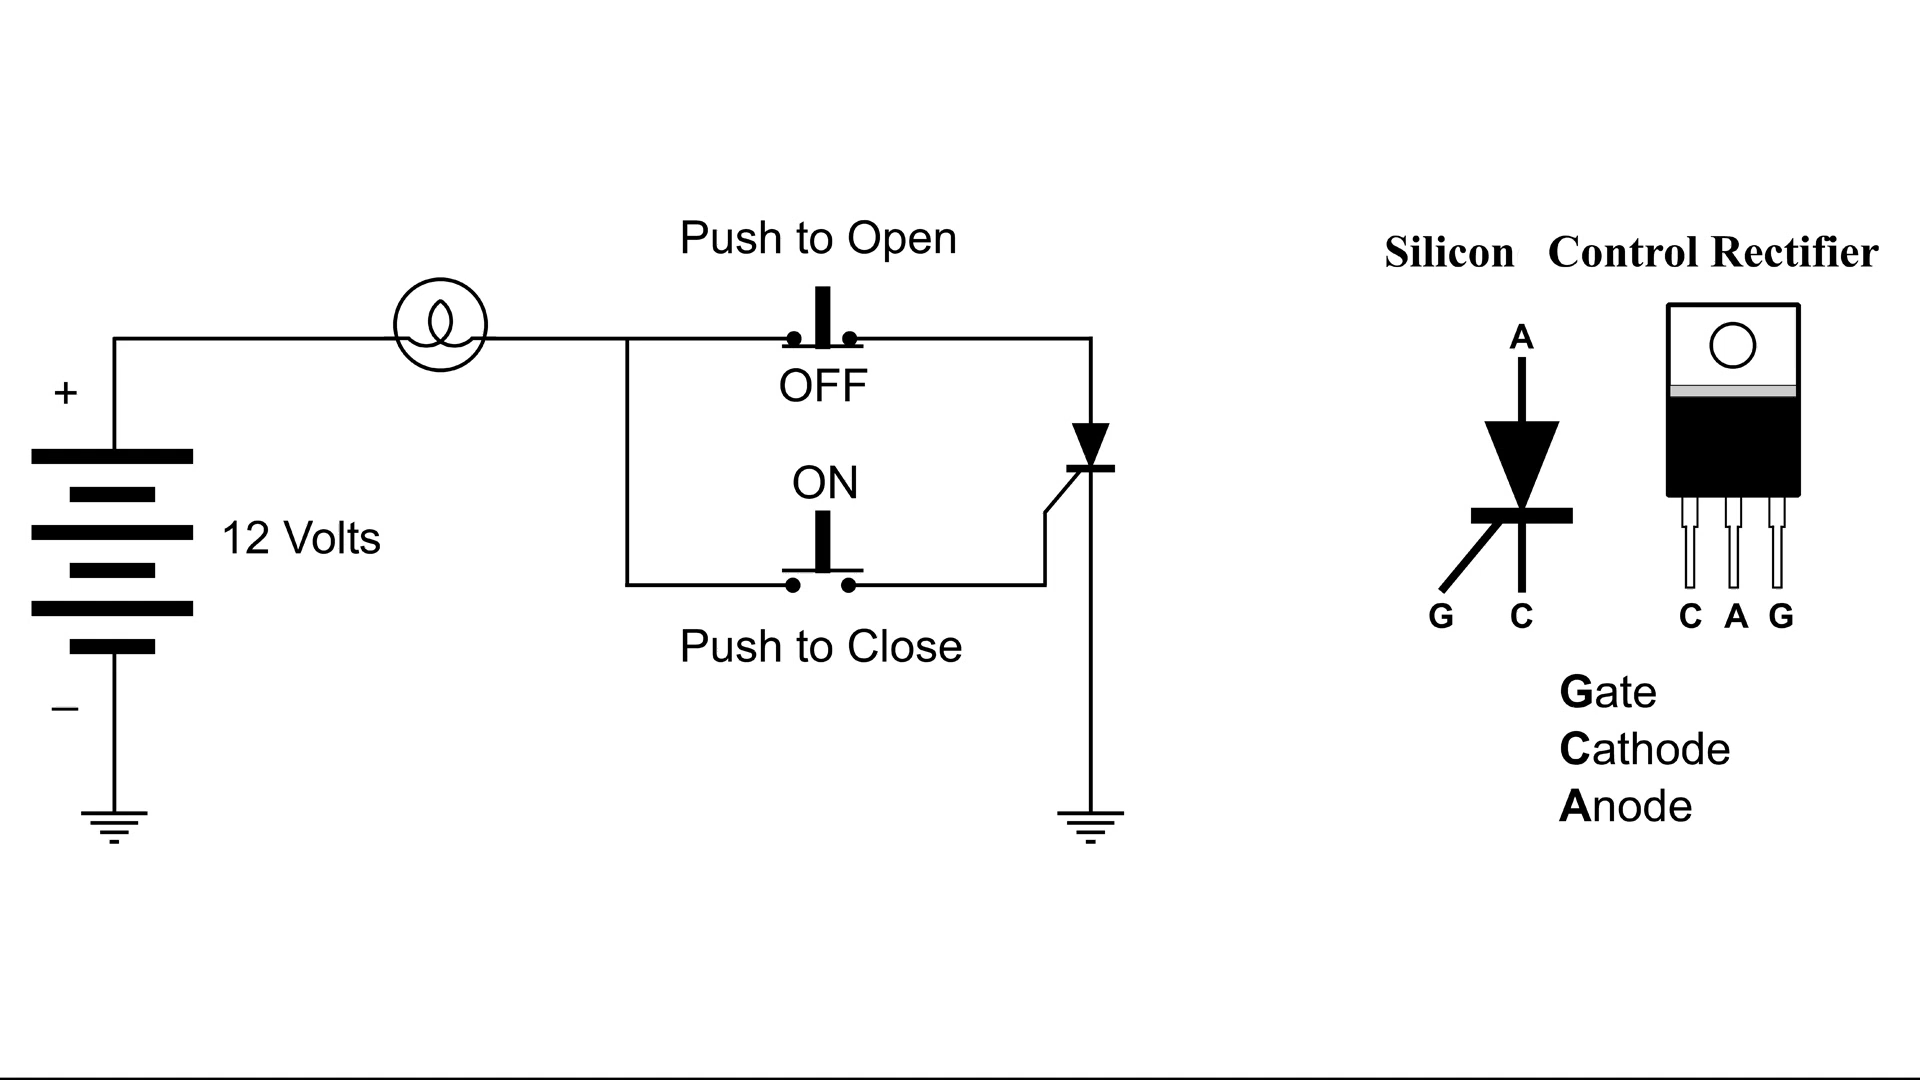 Push to Open
OFF
ON
Push to Close
+
12 Volts
–
Silicon Control Rectifier
A
G C
C A G
Gate
Cathode
Anode